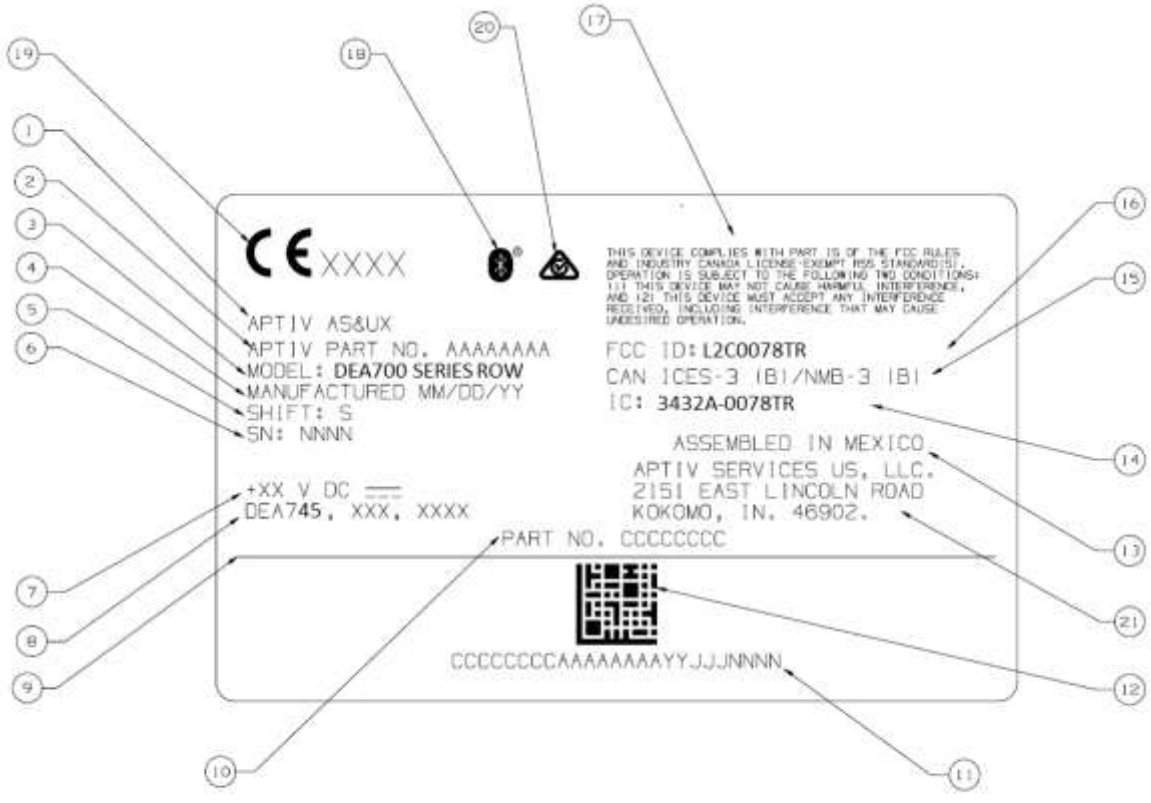 17
20
18
19
1
2
3
4
5
6
7
8
9
10
CE XXXX
APTIV AS&UX
APTIV PART NO. AAAAAAAA
MODEL: DEA700 SERIES ROW
MANUFACTURED MM/DD/YY
SHIFT: S
SN: NNNN
+XX V DC
DEA745, XXX, XXXX
THIS DEVICE COMPLIES WITH PART 15 OF THE FCC RULES
AND INDUSTRY CANADA LICENSE-EXEMPT RSS STANDARD(S).
OPERATION IS SUBJECT TO THE FOLLOWING TWO CONDITIONS:
(1) THIS DEVICE MAY NOT CAUSE HARMFUL INTERFERENCE,
AND (2) THIS DEVICE MUST ACCEPT ANY INTERFERENCE
RECEIVED, INCLUDING INTERFERENCE THAT MAY CAUSE
UNDESIRED OPERATION.
FCC ID: L2C0078TR
CAN ICES-3 (B)/NMB-3 (B)
IC: 3432A-0078TR
ASSEMBLED IN MEXICO
APTIV SERVICES US, LLC.
2151 EAST LINCOLN ROAD
KOKOMO, IN. 46902.
PART NO. CCCCCCCC
CCCCCCCCAAAAAAAAYYJJJNNNN
16
15
14
13
21
12
11